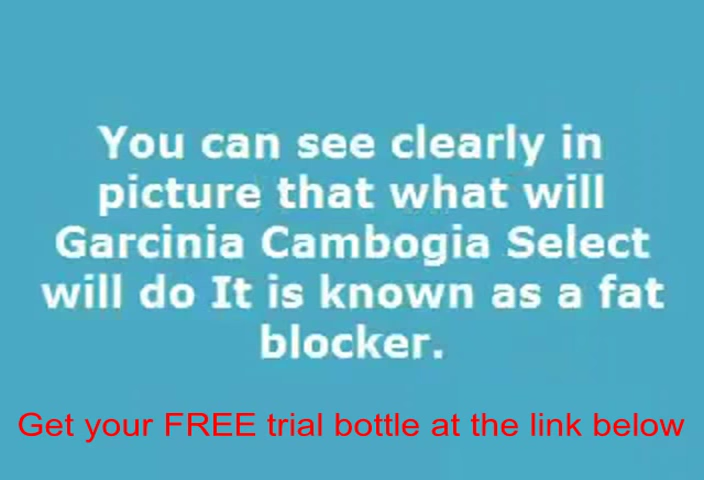 You can see clearly in
picture that what will
Garcinia Cambogia Select
will do It is known as a fat
blocker.
Get your FREE trial bottle at the link below